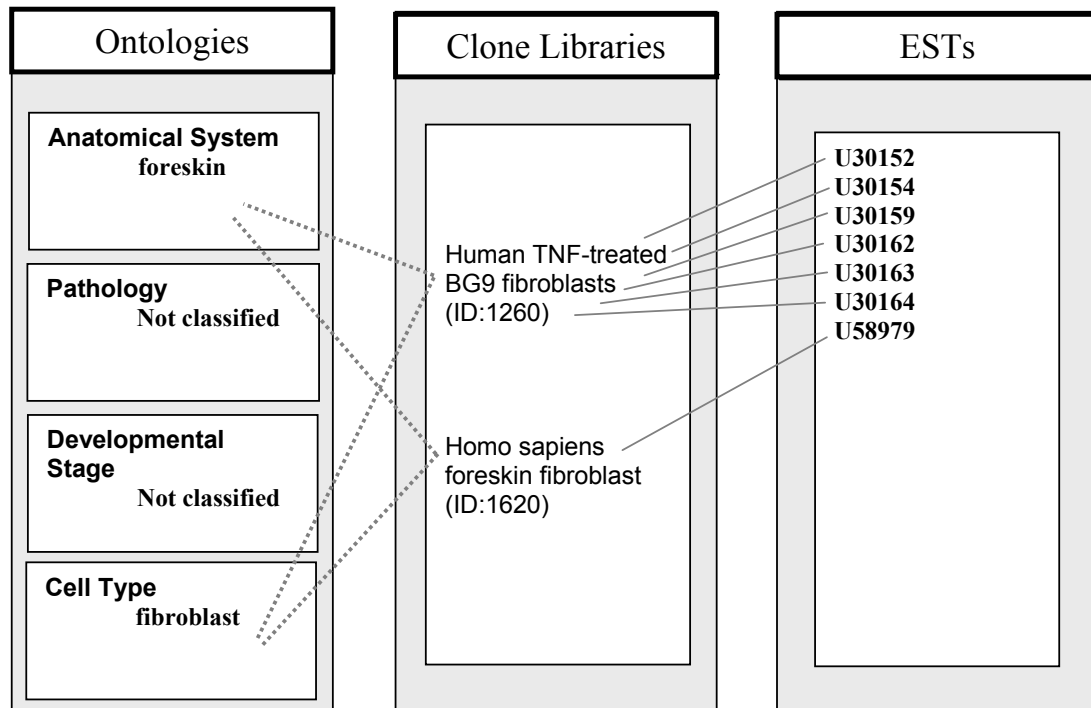 Ontologies
Anatomical System
foreskin
Pathology
Not classified
Developmental
Stage
Not classified
Cell Type
fibroblast
Clone Libraries
Human TNF-treated
BG9 fibroblasts
(ID:1260)
Homo sapiens
foreskin fibroblast
(ID:1620)
ESTs
U30152
U30154
U30159
U30162
U30163
U30164
U58979